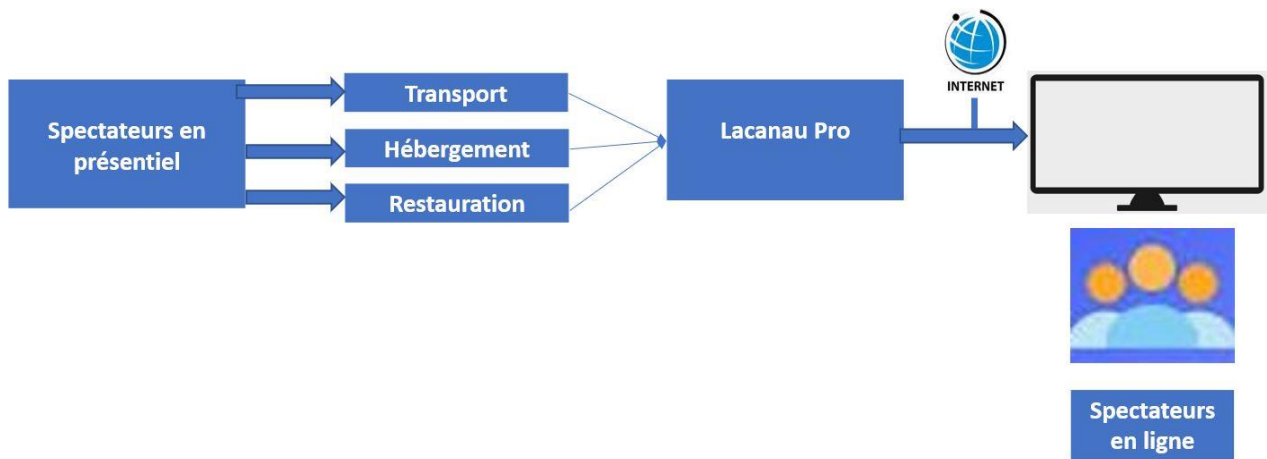 INTERNET
Spectateurs en
présentiel
Transport
Hébergement
Restauration
Lacanau Pro
Spectateurs
en ligne